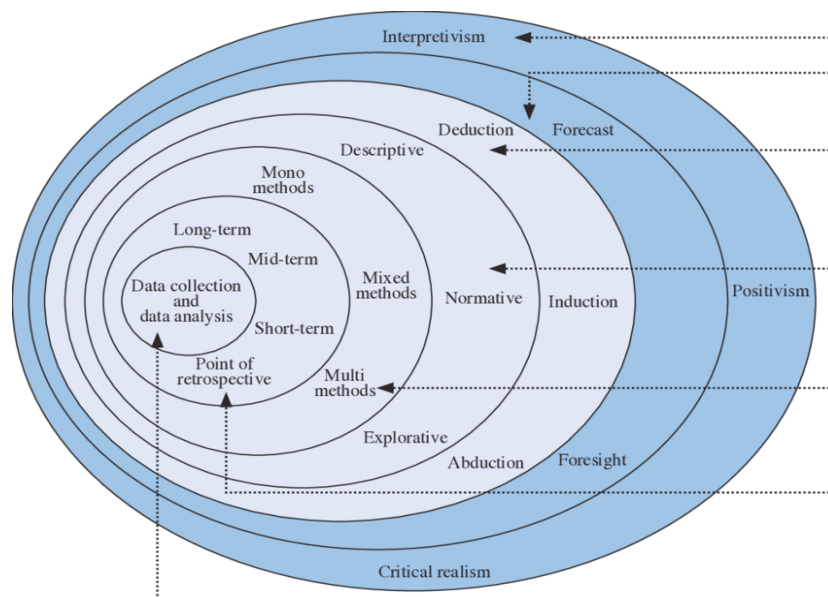 Interpretivism
Deduction
Forecast
Descriptive
Mono
methods
Long-term
Mid-term
Mixed
methods
Data collection
and
data analysis
Normative
Induction
Positivism
Short-term
Point of
retrospective
Multi
methods
Explorative
Abduction
Foresight
Critical realism